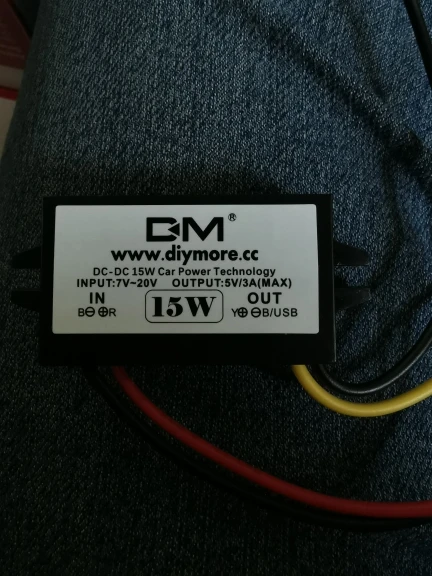 DM®
www.diymore.cc
DC-DC 15W Car Power Technology
INPUT:7V~20V OUTPUT:5V/3A(MAX)
IN 15W OUT
B⊖ ⊕R Y⊕ ⊖B/USB